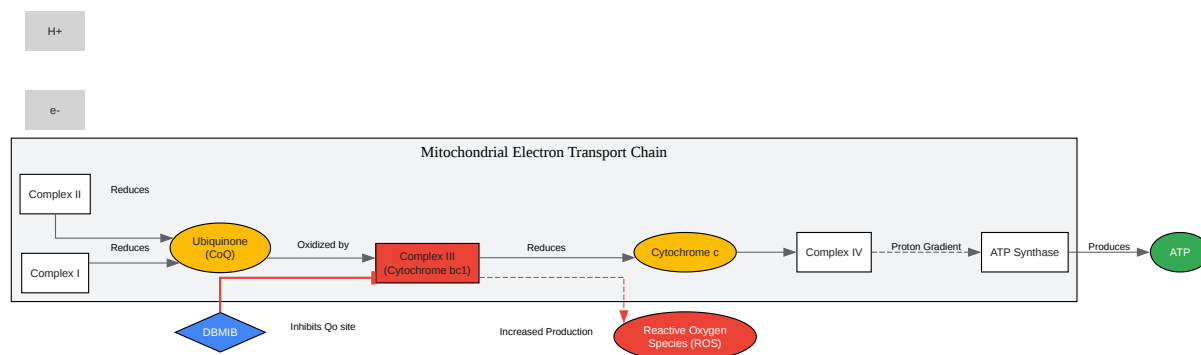 H+
e-
Mitochondrial Electron Transport Chain
Complex II
Reduces
Reduces
Complex I
Ubiquinone
(CoQ)
Oxidized by
Complex III
(Cytochrome bc1)
Reduces
Cytochrome c
Complex IV
Proton Gradient
ATP Synthase
Produces
ATP
DBMIB
Inhibits Qo site
Increased Production
Reactive Oxygen
Species (ROS)